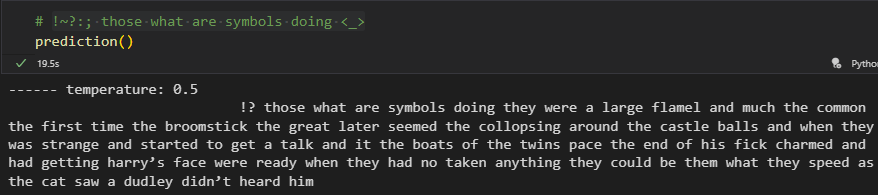 # !~?:; those what are symbols doing <_>
prediction()
19.5s
Pytho
------ temperature: 0.5
!? those what are symbols doing they were a large flamel and much the common
the first time the broomstick the great later seemed the collopsing around the castle balls and when they
was strange and started to get a talk and it the boats of the twins pace the end of his fick charmed and
had getting harry’s face were ready when they had no taken anything they could be them what they speed as
the cat saw a dudley didn’t heard him